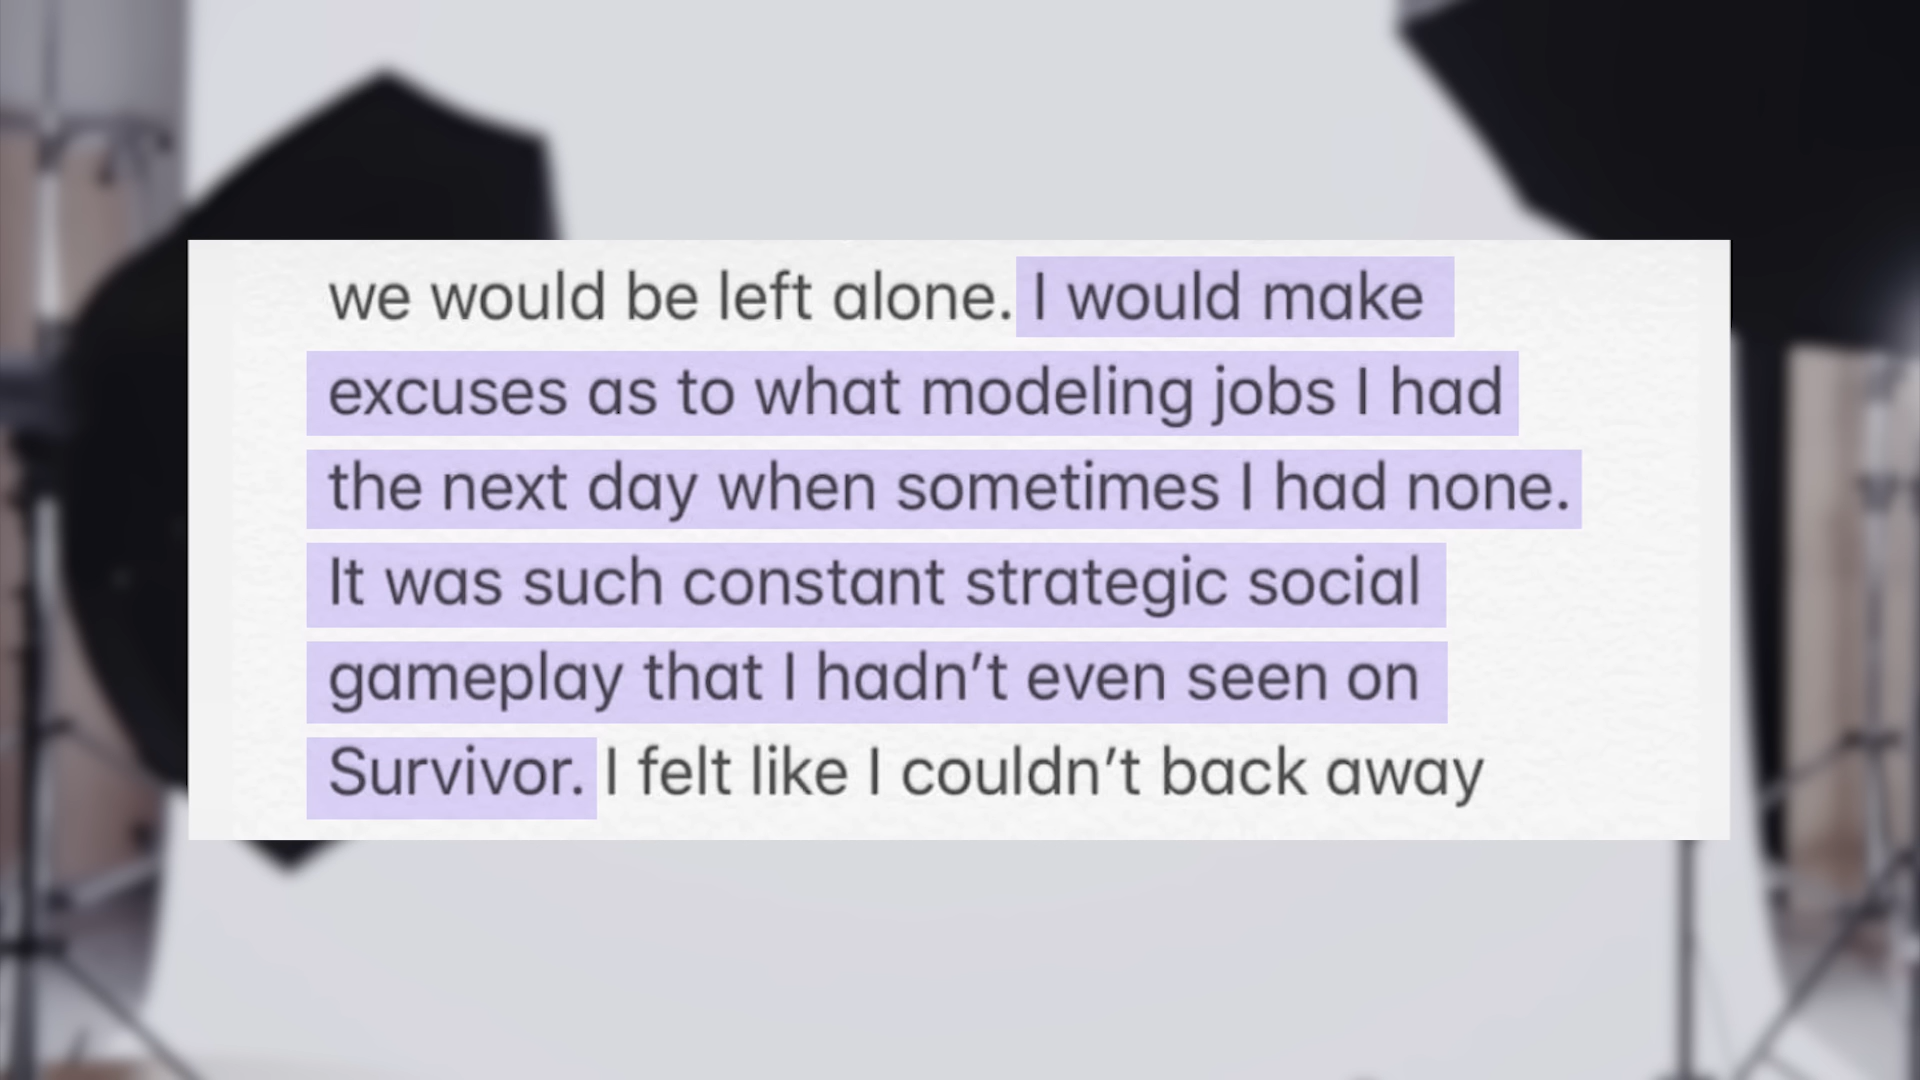 we would be left alone. I would make
excuses as to what modeling jobs I had
the next day when sometimes I had none.
It was such constant strategic social
gameplay that I hadn’t even seen on
Survivor. I felt like I couldn’t back away